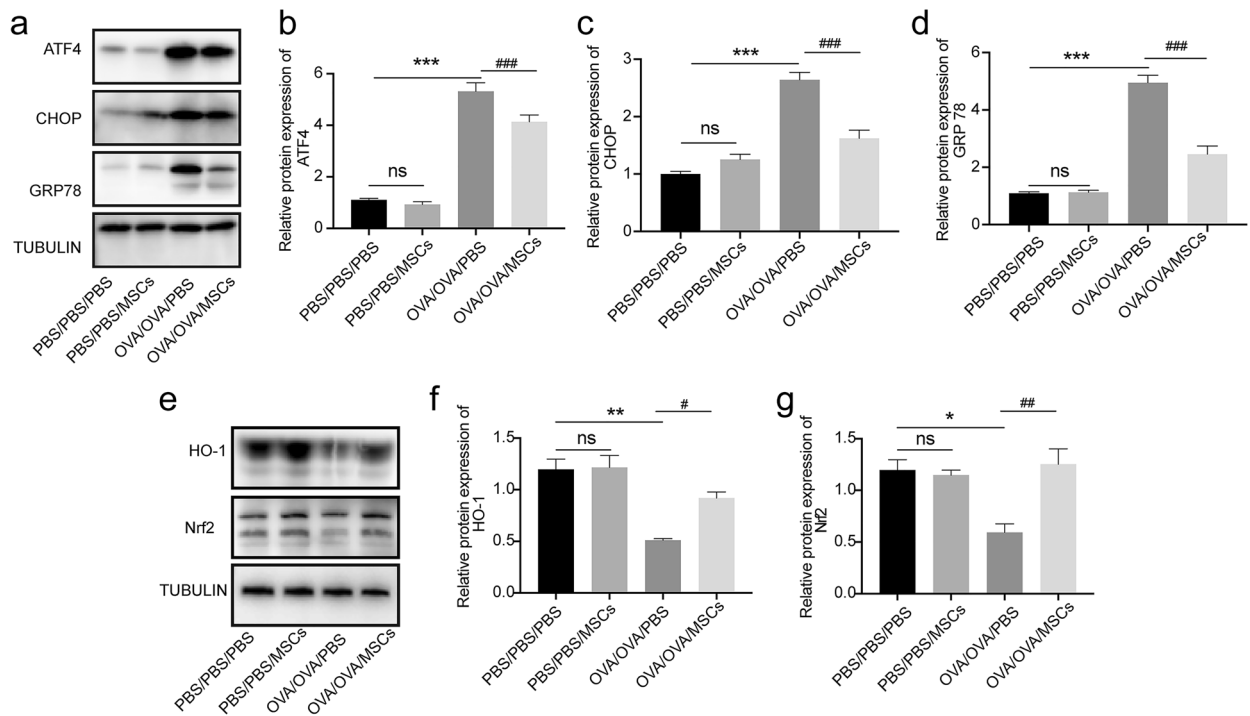 a
ATF4
CHOP
GRP78
TUBULIN
PBS/PBS/PBS
PBS/PBS/MSCs
OVA/OVA/PBS
OVA/OVA/MSCs
b
Relative protein expression of
ATF4
6
4
2
0
***
###
ns
PBS/PBS/PBS
PBS/PBS/MSCs
OVA/OVA/PBS
OVA/OVA/MSCs
c
Relative protein expression of
CHOP
3
2
1
0
***
###
ns
PBS/PBS/PBS
PBS/PBS/MSCs
OVA/OVA/PBS
OVA/OVA/MSCs
d
Relative protein expression of
GRP 78
6
4
2
0
***
###
ns
PBS/PBS/PBS
PBS/PBS/MSCs
OVA/OVA/PBS
OVA/OVA/MSCs
e
HO-1
Nrf2
TUBULIN
PBS/PBS/PBS
PBS/PBS/MSCs
OVA/OVA/PBS
OVA/OVA/MSCs
f
Relative protein expression of
HO-1
1.5
1.0
0.5
0.0
**
#
ns
PBS/PBS/PBS
PBS/PBS/MSCs
OVA/OVA/PBS
OVA/OVA/MSCs
g
Relative protein expression of
Nrf2
1.5
1.0
0.5
0.0
*
##
ns
PBS/PBS/PBS
PBS/PBS/MSCs
OVA/OVA/PBS
OVA/OVA/MSCs